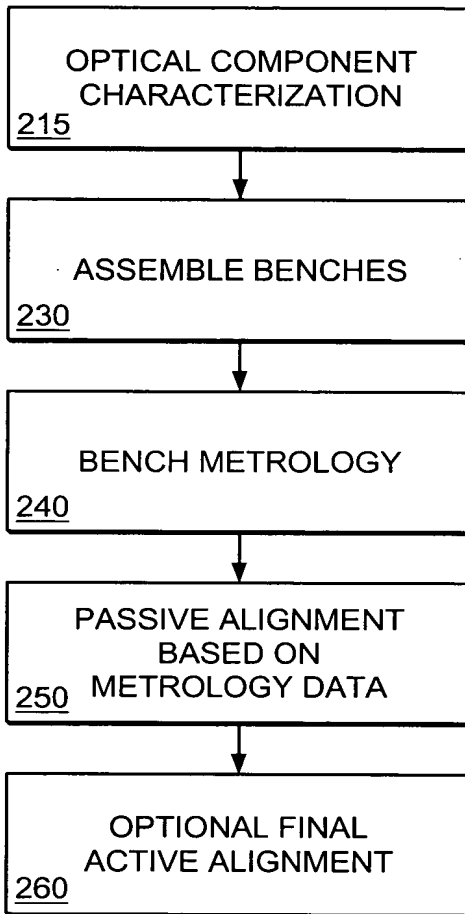 OPTICAL COMPONENT
CHARACTERIZATION
215
ASSEMBLE BENCHES
230
BENCH METROLOGY
240
PASSIVE ALIGNMENT
BASED ON
METROLOGY DATA
250
OPTIONAL FINAL
ACTIVE ALIGNMENT
260